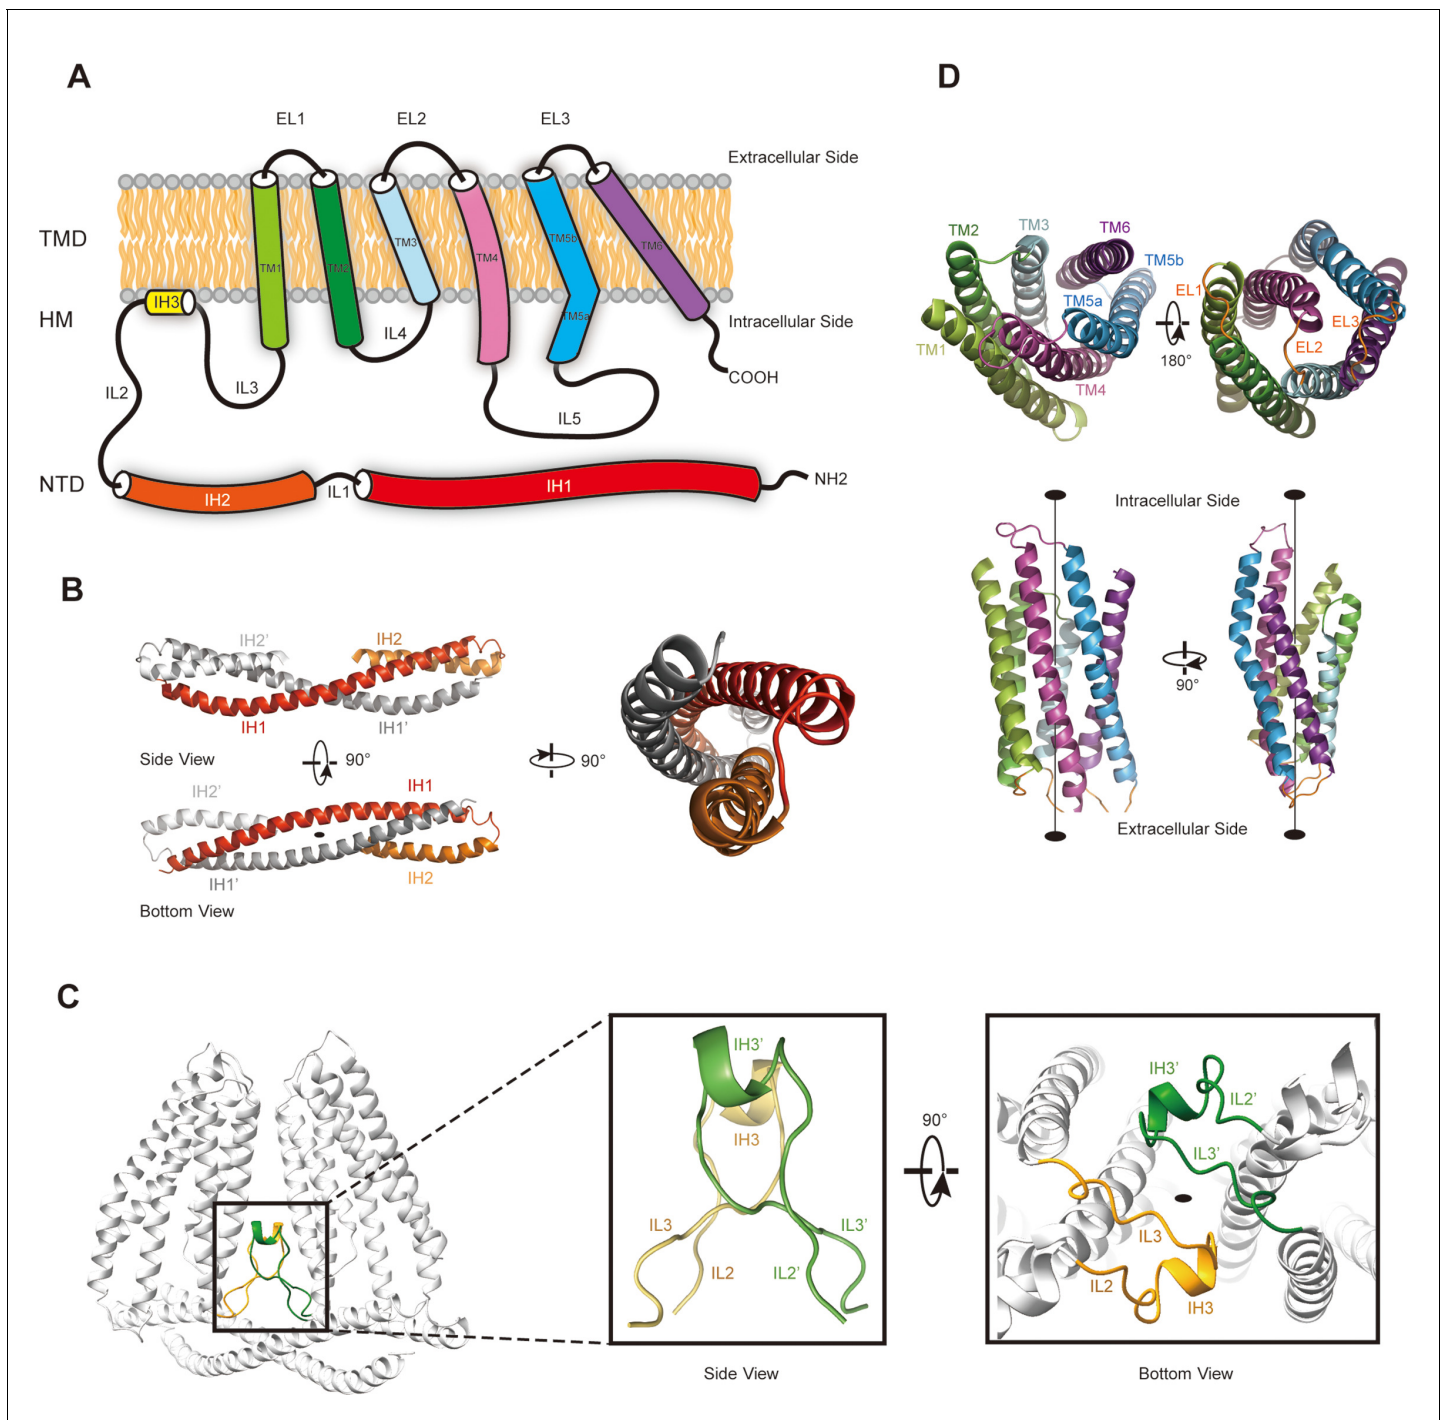 A
EL1
EL2
EL3
Extracellular Side
TMD
TM1
TM2
TM3
TM4
TM5b
TM6
IH3
HM
TM5a
Intracellular Side
IL4
IL2
IL3
COOH
IL5
NTD
IH2
IL1
IH1
NH2
B
IH2'
IH2
IH1
IH1'
Side View
90°
90°
IH2'
IH1
IH1'
IH2
Bottom View
D
TM2
TM3
TM6
TM5b
TM5a
TM1
TM4
180°
EL1
EL3
EL2
Intracellular Side
90°
Extracellular Side
C
IH3'
IH3
IL3
IL2
IL2'
IL3'
Side View
90°
IH3'
IL2'
IL3'
IL3
IL2
IH3
Bottom View